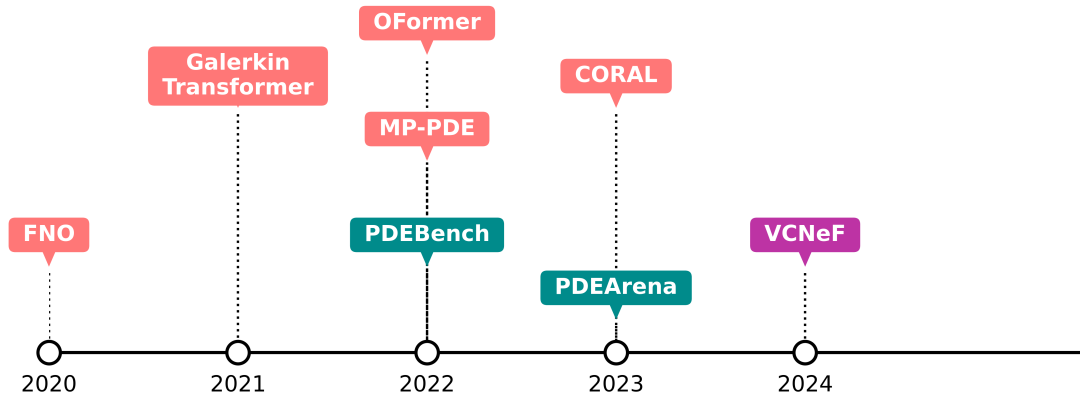 OFormer
Galerkin
Transformer
CORAL
MP-PDE
FNO
PDEBench
VCNeF
PDEArena
2020
2021
2022
2023
2024